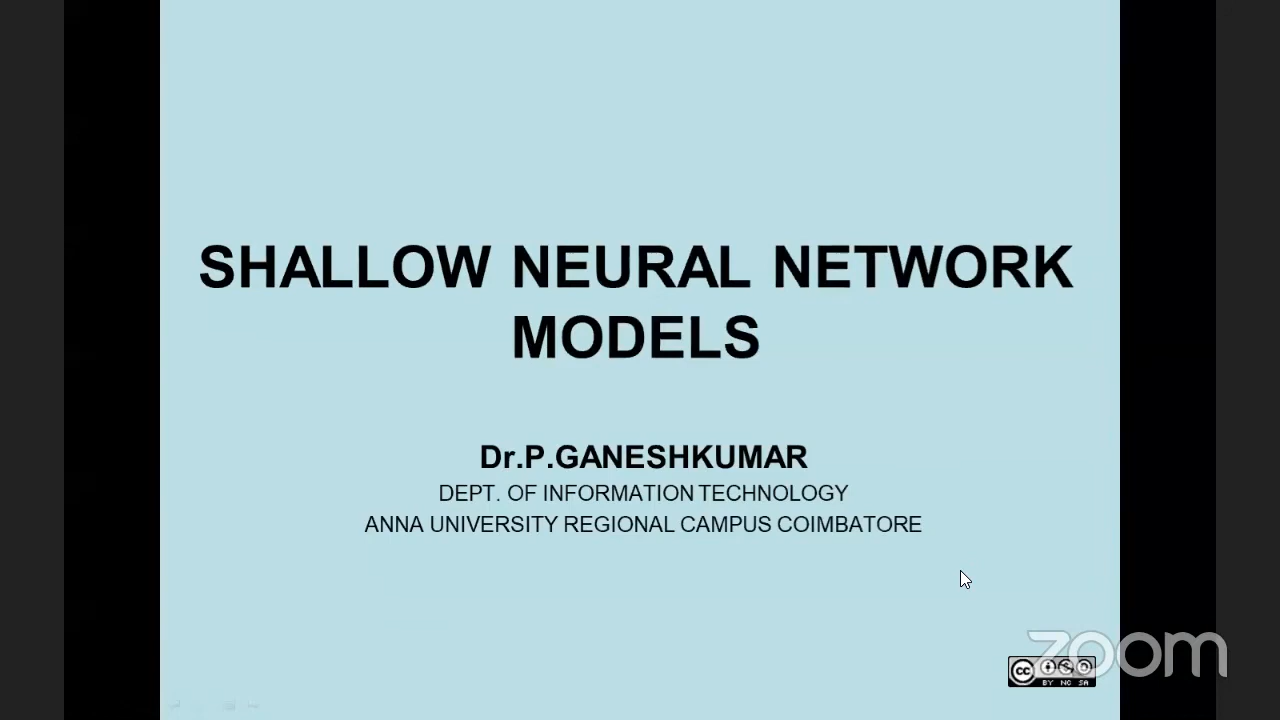 SHALLOW NEURAL NETWORK
MODELS
Dr.P.GANESHKUMAR
DEPT. OF INFORMATION TECHNOLOGY
ANNA UNIVERSITY REGIONAL CAMPUS COIMBATORE
zoom
cc
BY NC SA